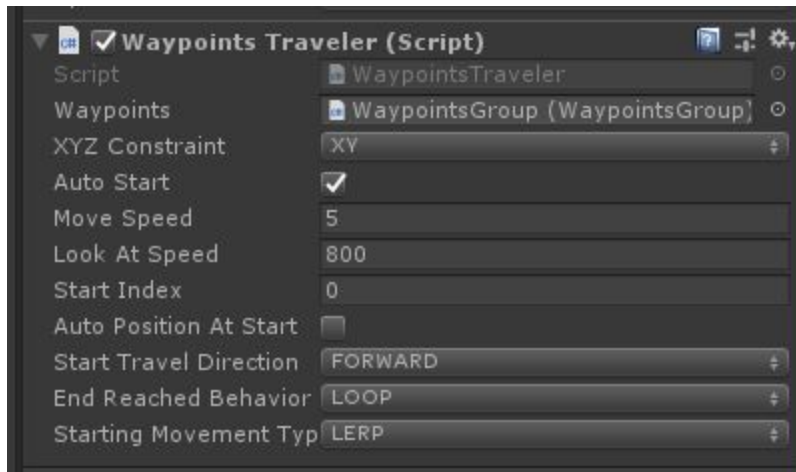 Waypoints Traveler (Script)
Script WaypointsTraveler
Waypoints WaypointsGroup (WaypointsGroup)
XYZ Constraint XY
Auto Start
Move Speed 5
Look At Speed 800
Start Index 0
Auto Position At Start
Start Travel Direction FORWARD
End Reached Behavior LOOP
Starting Movement Typ LERP